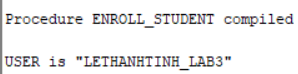 Procedure ENROLL_STUDENT compiled
USER is "LETHANHTINH_LAB3"